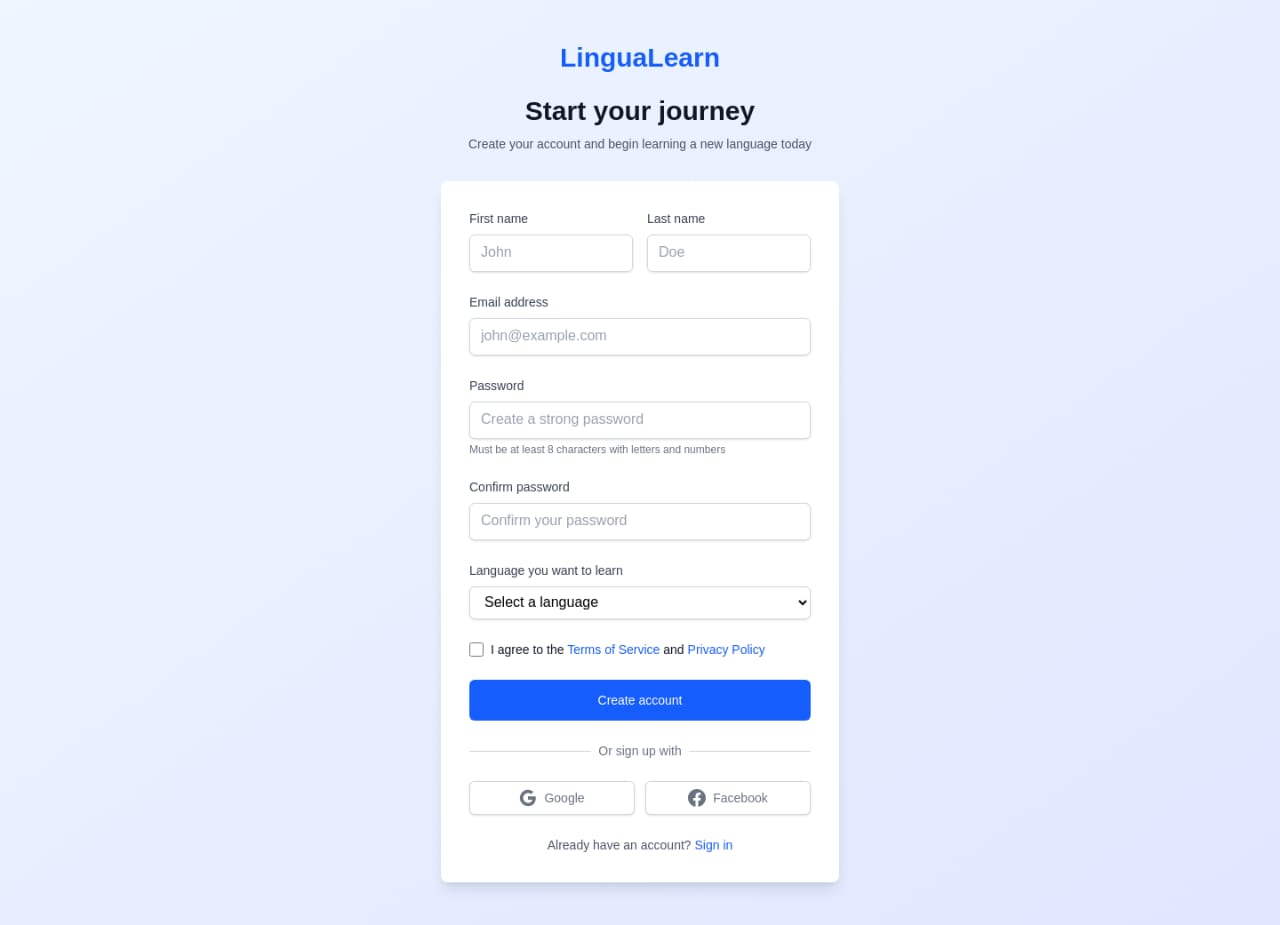 LinguaLearn
Start your journey
Create your account and begin learning a new language today
First name Last name
John Doe
Email address
john@example.com
Password
Create a strong password
Must be at least 8 characters with letters and numbers
Confirm password
Confirm your password
Language you want to learn
Select a language
I agree to the Terms of Service and Privacy Policy
Create account
Or sign up with
Google Facebook
Already have an account? Sign in